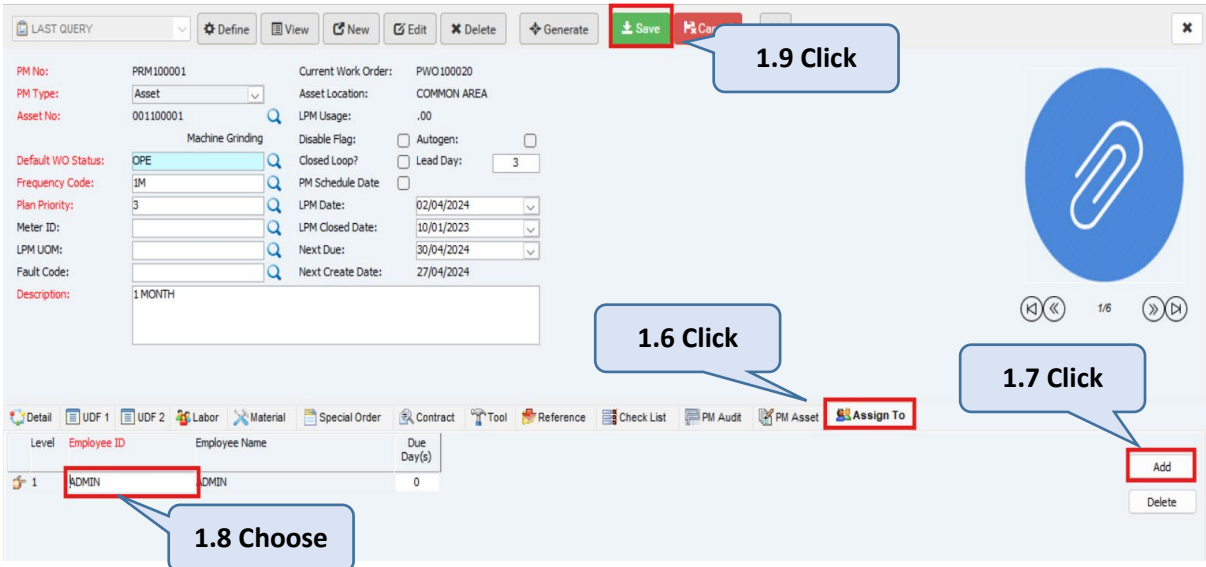 LAST QUERY Define View New Edit Delete Generate Save
1.9 Click
PM No: PRM100001 Current Work Order: PWO100020
PM Type: Asset Asset Location: COMMON AREA
Asset No: 001100001 LPM Usage: .00
Machine Grinding Disable Flag: Autogen:
Default WO Status: OPE Closed Loop? Lead Day: 3
Frequency Code: 1M PM Schedule Date
Plan Priority: 3 LPM Date: 02/04/2024
Meter ID: LPM Closed Date: 10/01/2023
LPM UOM: Next Due: 30/04/2024
Fault Code: Next Create Date: 27/04/2024
Description: 1 MONTH
1/6
1.6 Click
1.7 Click
Detail UDF 1 UDF 2 Labor Material Special Order Contract Tool Reference Check List PM Audit PM Asset Assign To
Level Employee ID Employee Name Due Day(s)
Add
1 ADMIN ADMIN 0
Delete
1.8 Choose